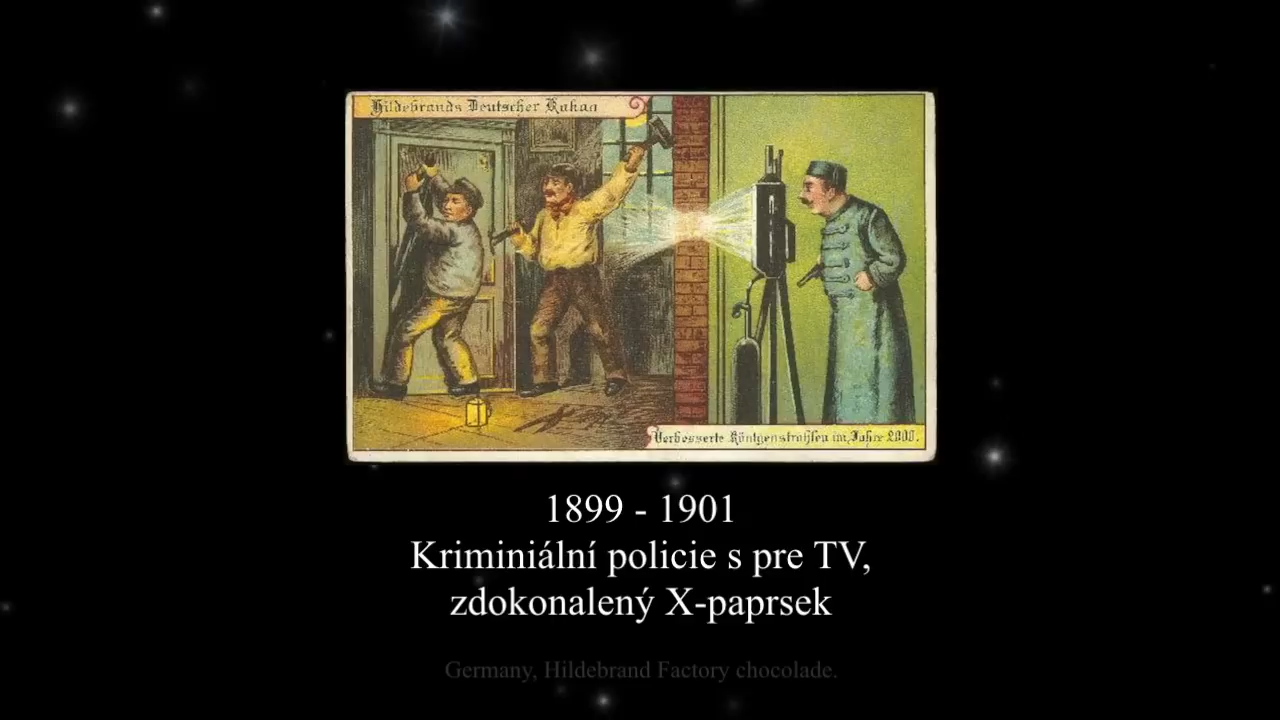 Hildebrands Deutscher Kakao
Verbesserte Röntgenstrahlen im Jahre 2000.
1899 - 1901
Kriminiální policie s pre TV,
zdokonalený X-paprsek
Germany, Hildebrand Factory chocolade.